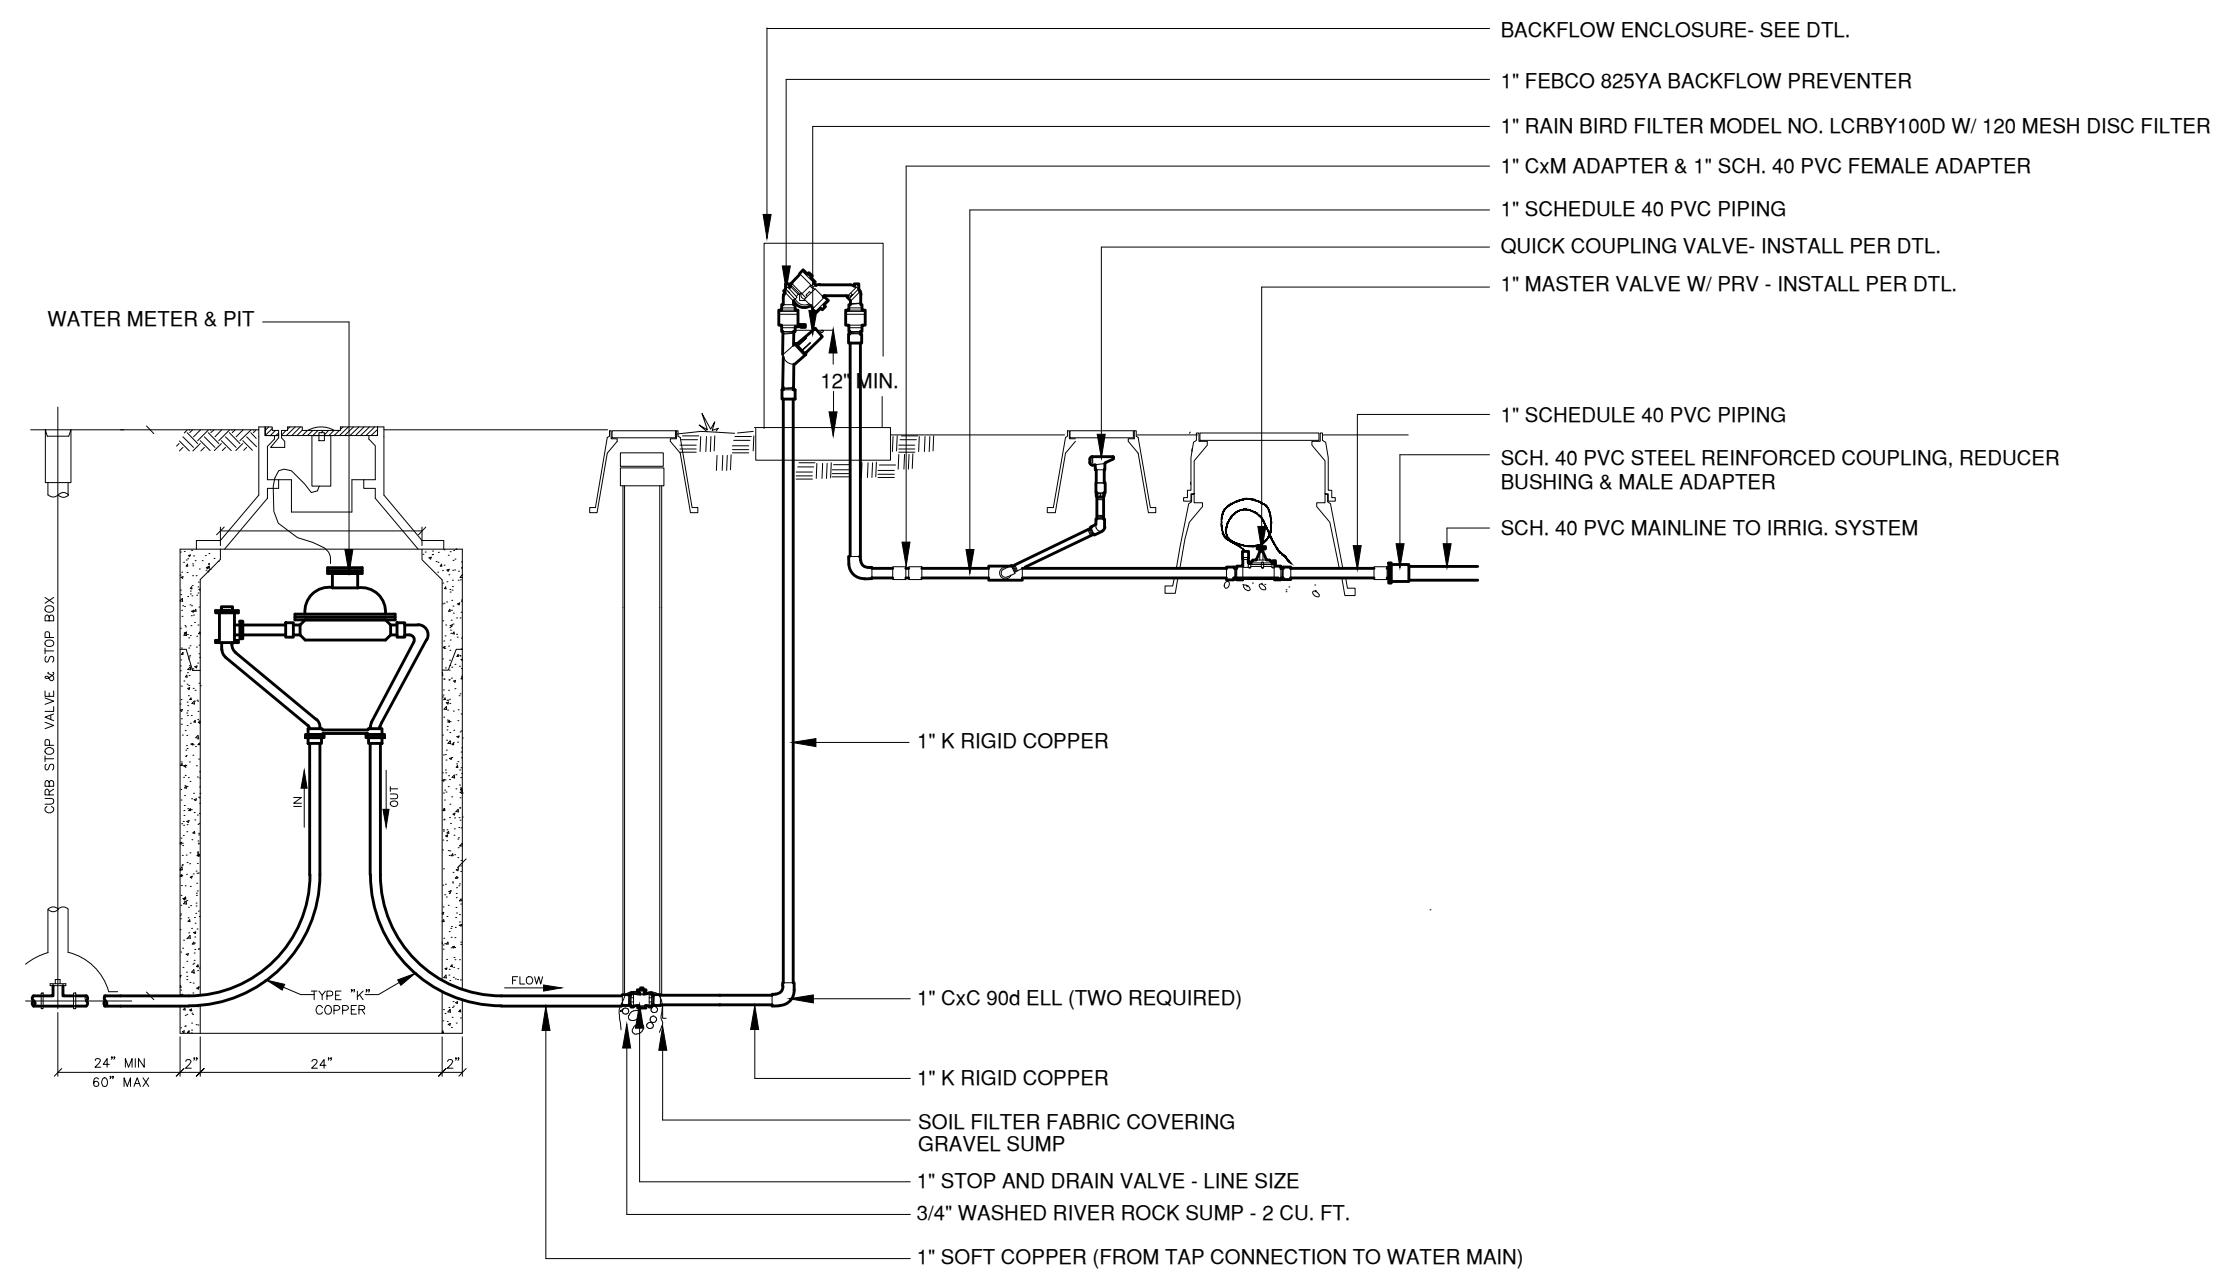 BACKFLOW ENCLOSURE- SEE DTL.
1" FEBCO 825YA BACKFLOW PREVENTER
1" RAIN BIRD FILTER MODEL NO. LCRBY100D W/ 120 MESH DISC FILTER
1" CxM ADAPTER & 1" SCH. 40 PVC FEMALE ADAPTER
1" SCHEDULE 40 PVC PIPING
QUICK COUPLING VALVE- INSTALL PER DTL.
1" MASTER VALVE W/ PRV - INSTALL PER DTL.
WATER METER & PIT
12" MIN.
1" SCHEDULE 40 PVC PIPING
SCH. 40 PVC STEEL REINFORCED COUPLING, REDUCER
BUSHING & MALE ADAPTER
SCH. 40 PVC MAINLINE TO IRRIG. SYSTEM
CURB STOP VALVE & STOP BOX
IN
OUT
1" K RIGID COPPER
FLOW
TYPE "K"
COPPER
1" CxC 90d ELL (TWO REQUIRED)
24" MIN
60" MAX
2"
24"
2"
1" K RIGID COPPER
SOIL FILTER FABRIC COVERING
GRAVEL SUMP
1" STOP AND DRAIN VALVE - LINE SIZE
3/4" WASHED RIVER ROCK SUMP - 2 CU. FT.
1" SOFT COPPER (FROM TAP CONNECTION TO WATER MAIN)